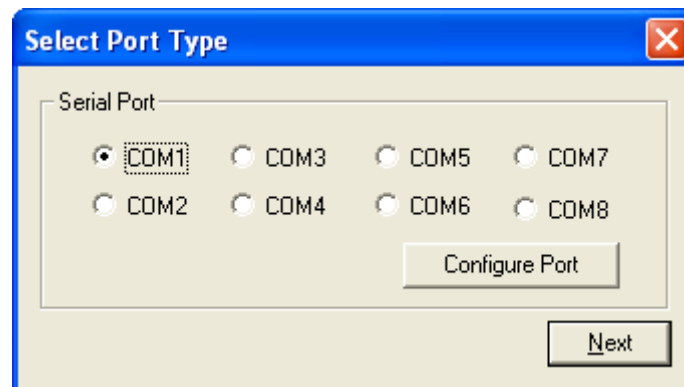 Select Port Type
Serial Port
COM1 COM3 COM5 COM7
COM2 COM4 COM6 COM8
Configure Port
Next